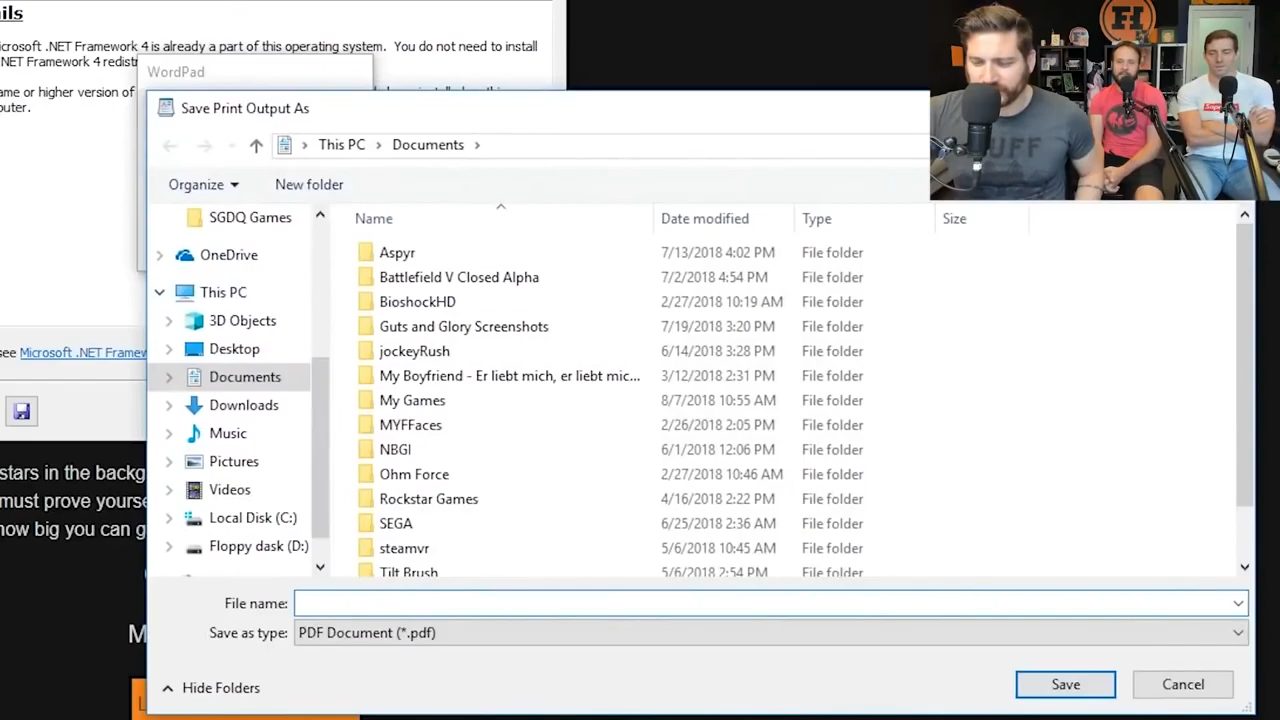 ils
icrosoft .NET Framework 4 is already a part of this operating system. You do not need to install
.NET Framework 4 redistr
ame or higher version of
puter.
WordPad
Save Print Output As
This PC > Documents >
Organize
New folder
Name Date modified Type Size
SGDQ Games
OneDrive
This PC
3D Objects
Desktop
Documents
Downloads
Music
Pictures
Videos
Local Disk (C:)
Floppy dask (D:)
Aspyr 7/13/2018 4:02 PM File folder
Battlefield V Closed Alpha 7/2/2018 4:54 PM File folder
BioshockHD 2/27/2018 10:19 AM File folder
Guts and Glory Screenshots 7/19/2018 3:20 PM File folder
jockeyRush 6/14/2018 3:28 PM File folder
My Boyfriend - Er liebt mich, er liebt mic... 3/12/2018 2:31 PM File folder
My Games 8/7/2018 10:55 AM File folder
MYFFaces 2/26/2018 2:05 PM File folder
NBGI 6/1/2018 12:06 PM File folder
Ohm Force 2/27/2018 10:46 AM File folder
Rockstar Games 4/16/2018 2:22 PM File folder
SEGA 6/25/2018 2:36 AM File folder
steamvr 5/6/2018 10:45 AM File folder
Tilt Brush 5/6/2018 2:54 PM File folder
see Microsoft .NET Framew
stars in the backg
must prove yourse
now big you can g
M
File name:
Save as type: PDF Document (*.pdf)
Hide Folders
Save
Cancel